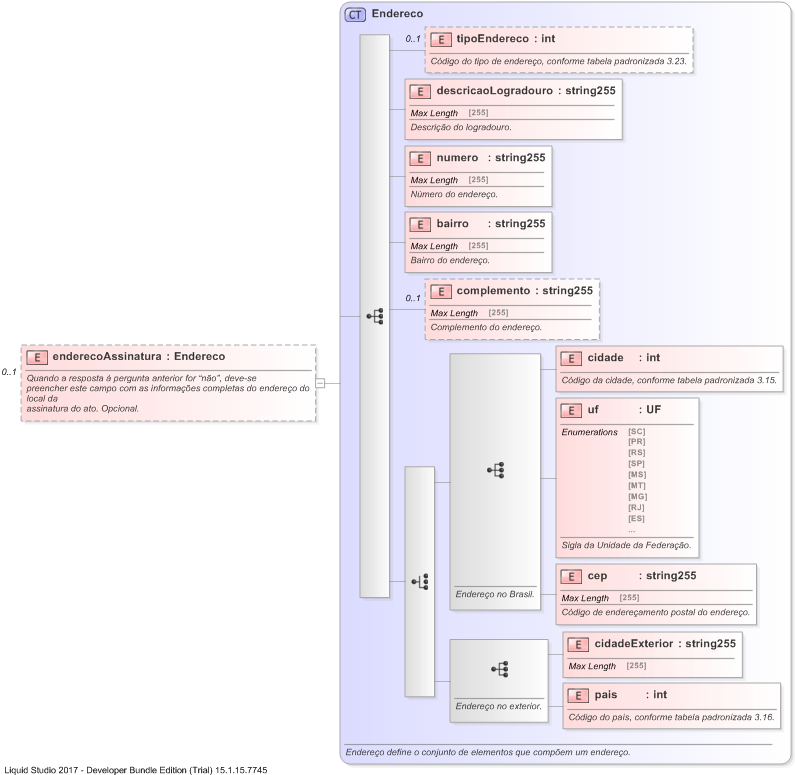 CT Endereco
0..1
E tipoEndereco : int
Código do tipo de endereço, conforme tabela padronizada 3.23.
E descricaoLogradouro : string255
Max Length [255]
Descrição do logradouro.
E numero : string255
Max Length [255]
Número do endereço.
E bairro : string255
Max Length [255]
Bairro do endereço.
0..1
E complemento : string255
Max Length [255]
Complemento do endereço.
0..1
E enderecoAssinatura : Endereco
Quando a resposta á pergunta anterior for “não”, deve-se
preencher este campo com as informações completas do endereço do
local da
assinatura do ato. Opcional.
E cidade : int
Código da cidade, conforme tabela padronizada 3.15.
E uf : UF
Enumerations [SC]
[PR]
[RS]
[SP]
[MS]
[MT]
[MG]
[RJ]
[ES]
...
Sigla da Unidade da Federação.
E cep : string255
Max Length [255]
Código de endereçamento postal do endereço.
Endereço no Brasil.
E cidadeExterior : string255
Max Length [255]
E pais : int
Código do país, conforme tabela padronizada 3.16.
Endereço no exterior.
Endereço define o conjunto de elementos que compõem um endereço.
Liquid Studio 2017 - Developer Bundle Edition (Trial) 15.1.15.7745